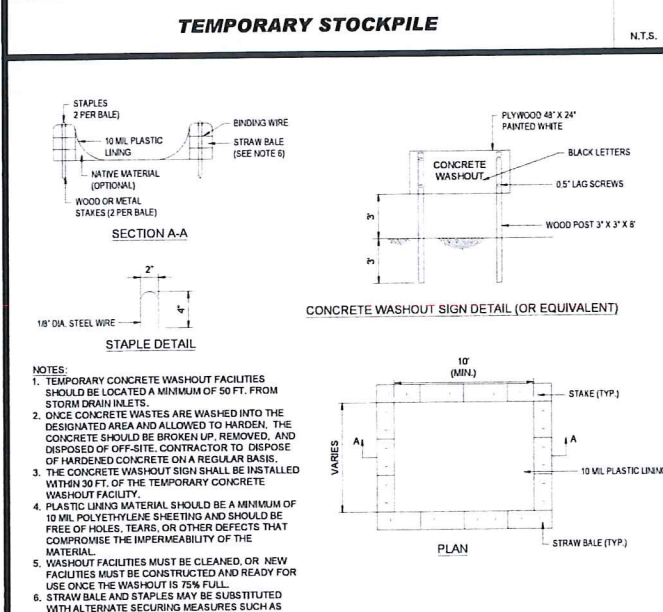 TEMPORARY STOCKPILE
N.T.S.
STAPLES
2 PER BALE)
10 MIL PLASTIC
LINING
NATIVE MATERIAL
(OPTIONAL)
WOOD OR METAL
STAKES (2 PER BALE)
BINDING WIRE
STRAW BALE
(SEE NOTE 6)
SECTION A-A
2"
4"
1/8" DIA. STEEL WIRE
STAPLE DETAIL
PLYWOOD 48" X 24"
PAINTED WHITE
CONCRETE
WASHOUT
BLACK LETTERS
0.5" LAG SCREWS
WOOD POST 3" X 3" X 8'
3'
3'
CONCRETE WASHOUT SIGN DETAIL (OR EQUIVALENT)
NOTES:
1. TEMPORARY CONCRETE WASHOUT FACILITIES
SHOULD BE LOCATED A MINIMUM OF 50 FT. FROM
STORM DRAIN INLETS.
2. ONCE CONCRETE WASTES ARE WASHED INTO THE
DESIGNATED AREA AND ALLOWED TO HARDEN, THE
CONCRETE SHOULD BE BROKEN UP, REMOVED, AND
DISPOSED OF OFF-SITE. CONTRACTOR TO DISPOSE
OF HARDENED CONCRETE ON A REGULAR BASIS.
3. THE CONCRETE WASHOUT SIGN SHALL BE INSTALLED
WITHIN 30 FT. OF THE TEMPORARY CONCRETE
WASHOUT FACILITY.
4. PLASTIC LINING MATERIAL SHOULD BE A MINIMUM OF
10 MIL POLYETHYLENE SHEETING AND SHOULD BE
FREE OF HOLES, TEARS, OR OTHER DEFECTS THAT
COMPROMISE THE IMPERMEABILITY OF THE
MATERIAL.
5. WASHOUT FACILITIES MUST BE CLEANED, OR NEW
FACILITIES MUST BE CONSTRUCTED AND READY FOR
USE ONCE THE WASHOUT IS 75% FULL.
6. STRAW BALE AND STAPLES MAY BE SUBSTITUTED
WITH ALTERNATE SECURING MEASURES SUCH AS
10'
(MIN.)
STAKE (TYP.)
VARIES
A
A
10 MIL PLASTIC LINING
STRAW BALE (TYP.)
PLAN